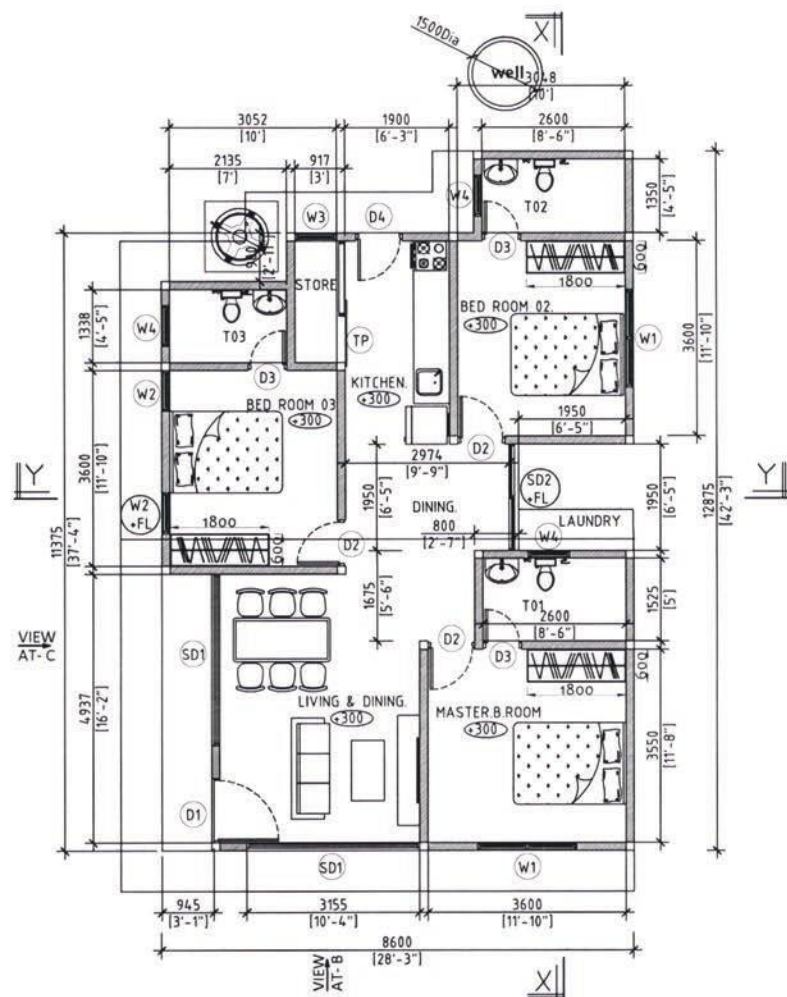 X
1500Dia
well
3048
[10']
3052
[10']
1900
[6'-3"]
2600
[8'-6"]
2135
[7']
917
[3']
W4
T02
1350
[4'-5"]
W3
D4
D3
[2'-11"]
STORE
600
1800
BED ROOM 02.
+300
W1
1338
[4'-5"]
W4
T03
TP
3600
[11'-10"]
D3
KITCHEN.
+300
W2
BED ROOM 03
+300
1950
[6'-5"]
D2
2974
[9'-9"]
Y
3600
[11'-10"]
11375
[37'-4"]
1950
[6'-5"]
SD2
+FL
1950
[6'-5"]
12875
[42'-3"]
Y
W2
+FL
DINING.
LAUNDRY
1800
600
D2
800
[2'-7"]
W4
1675
[5'-6"]
T01
1525
[5']
2600
[8'-6"]
VIEW
AT-C
SD1
D2
D3
600
1800
4937
[16'-2"]
LIVING & DINING.
+300
MASTER.B.ROOM
+300
3550
[11'-8"]
D1
SD1
W1
945
[3'-1"]
3155
[10'-4"]
3600
[11'-10"]
8600
[28'-3"]
VIEW
AT-B
X